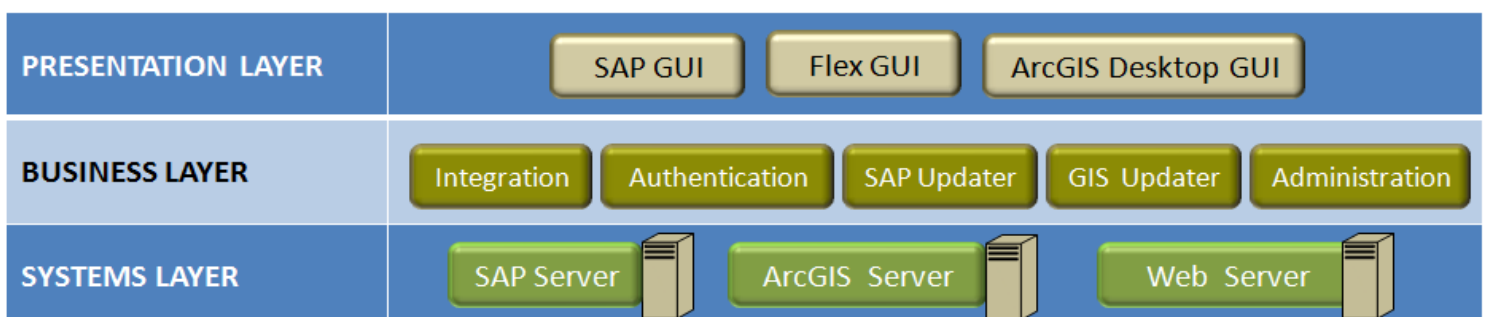 PRESENTATION LAYER
SAP GUI
Flex GUI
ArcGIS Desktop GUI
BUSINESS LAYER
Integration
Authentication
SAP Updater
GIS Updater
Administration
SYSTEMS LAYER
SAP Server
ArcGIS Server
Web Server